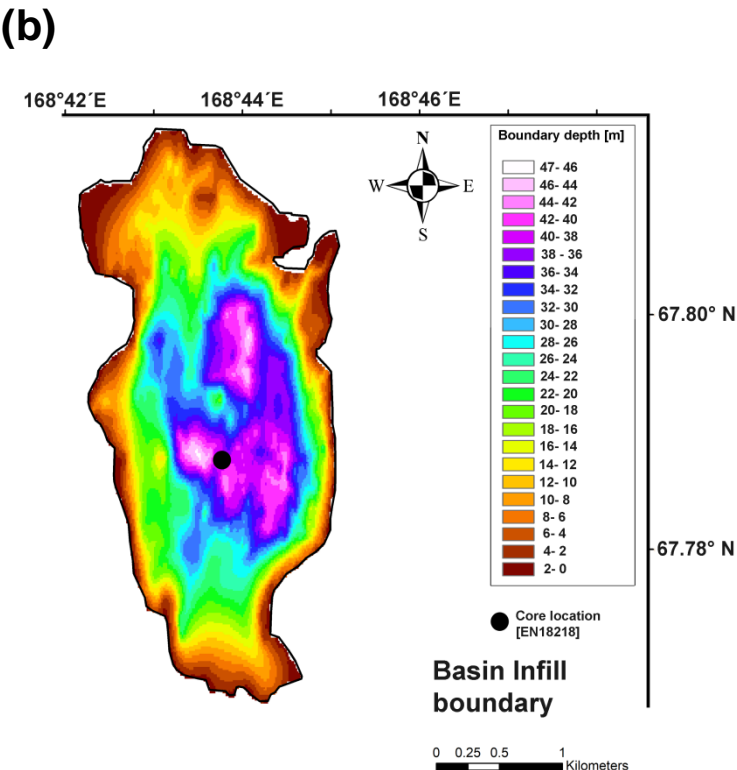 (b)
168°42´E 168°44´E 168°46´E
N
W E
S
Boundary depth [m]
47- 46
46- 44
44- 42
42- 40
40- 38
38 - 36
36- 34
34- 32
32- 30
30- 28
28- 26
26- 24
24- 22
22- 20
20- 18
18- 16
16- 14
14- 12
12- 10
10- 8
8- 6
6- 4
4- 2
2- 0
67.80° N
67.78° N
Core location
[EN18218]
Basin Infill
boundary
0 0.25 0.5 1
Kilometers